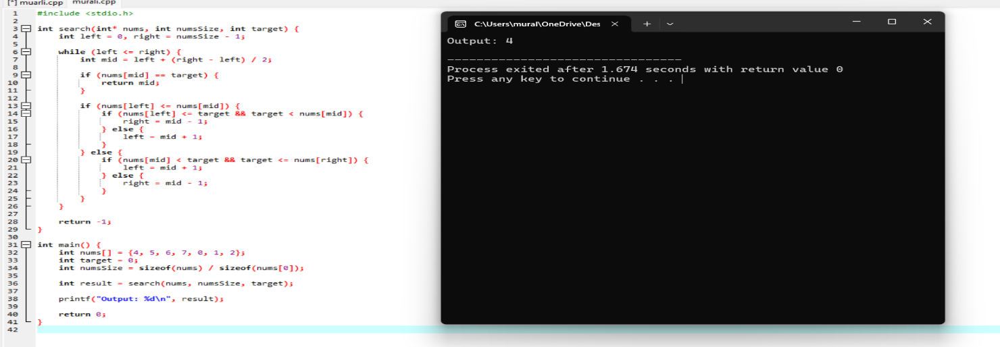 [*] muarli.cpp murali.cpp
1 #include <stdio.h>
2
3 int search(int* nums, int numsSize, int target) {
4 int left = 0, right = numsSize - 1;
5
6 while (left <= right) {
7 int mid = left + (right - left) / 2;
8
9 if (nums[mid] == target) {
10 return mid;
11 }
12
13 if (nums[left] <= nums[mid]) {
14 if (nums[left] <= target && target < nums[mid]) {
15 right = mid - 1;
16 } else {
17 left = mid + 1;
18 }
19 } else {
20 if (nums[mid] < target && target <= nums[right]) {
21 left = mid + 1;
22 } else {
23 right = mid - 1;
24 }
25 }
26 }
27
28 return -1;
29 }
30
31 int main() {
32 int nums[] = {4, 5, 6, 7, 0, 1, 2};
33 int target = 0;
34 int numsSize = sizeof(nums) / sizeof(nums[0]);
35
36 int result = search(nums, numsSize, target);
37
38 printf("Output: %d\n", result);
39
40 return 0;
41 }
42
C:\Users\mural\OneDrive\Des
Output: 4
--------------------------------
Process exited after 1.674 seconds with return value 0
Press any key to continue . . .